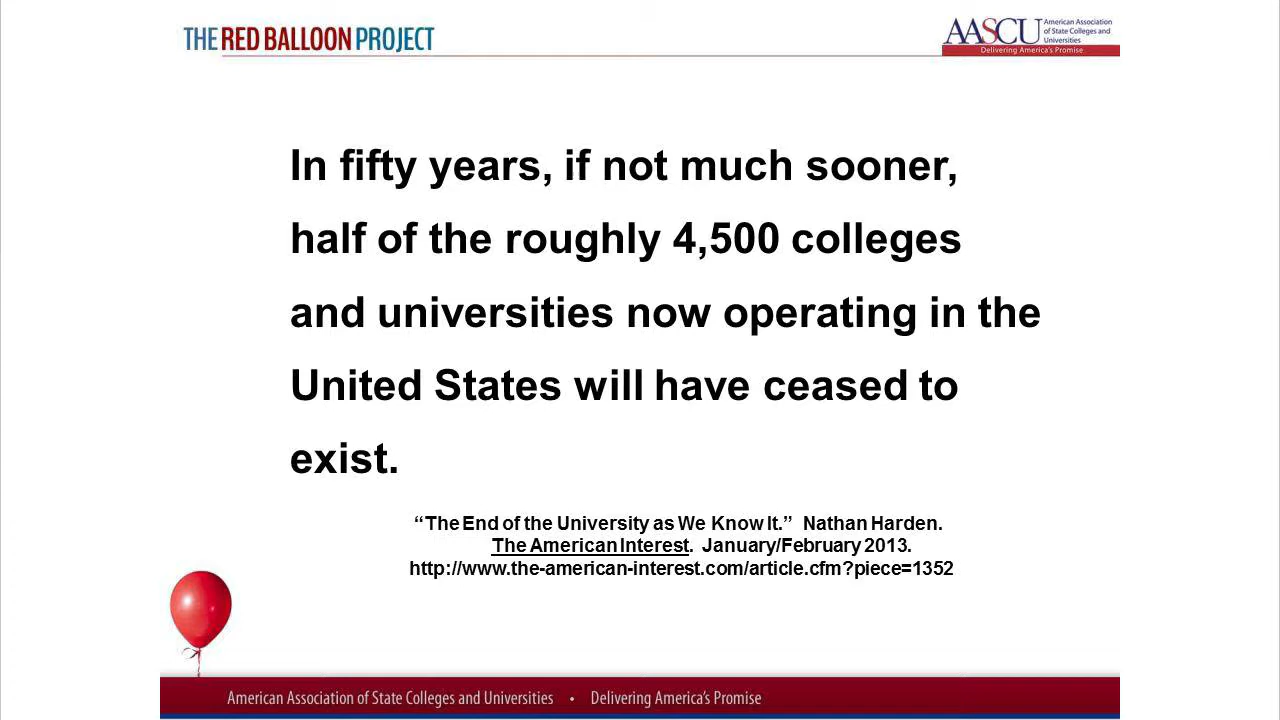 THE RED BALLOON PROJECT
AASCU
American Association
of State Colleges and
Universities
Delivering America's Promise
In fifty years, if not much sooner,
half of the roughly 4,500 colleges
and universities now operating in the
United States will have ceased to
exist.
“The End of the University as We Know It.” Nathan Harden.
The American Interest. January/February 2013.
http://www.the-american-interest.com/article.cfm?piece=1352
American Association of State Colleges and Universities • Delivering America's Promise